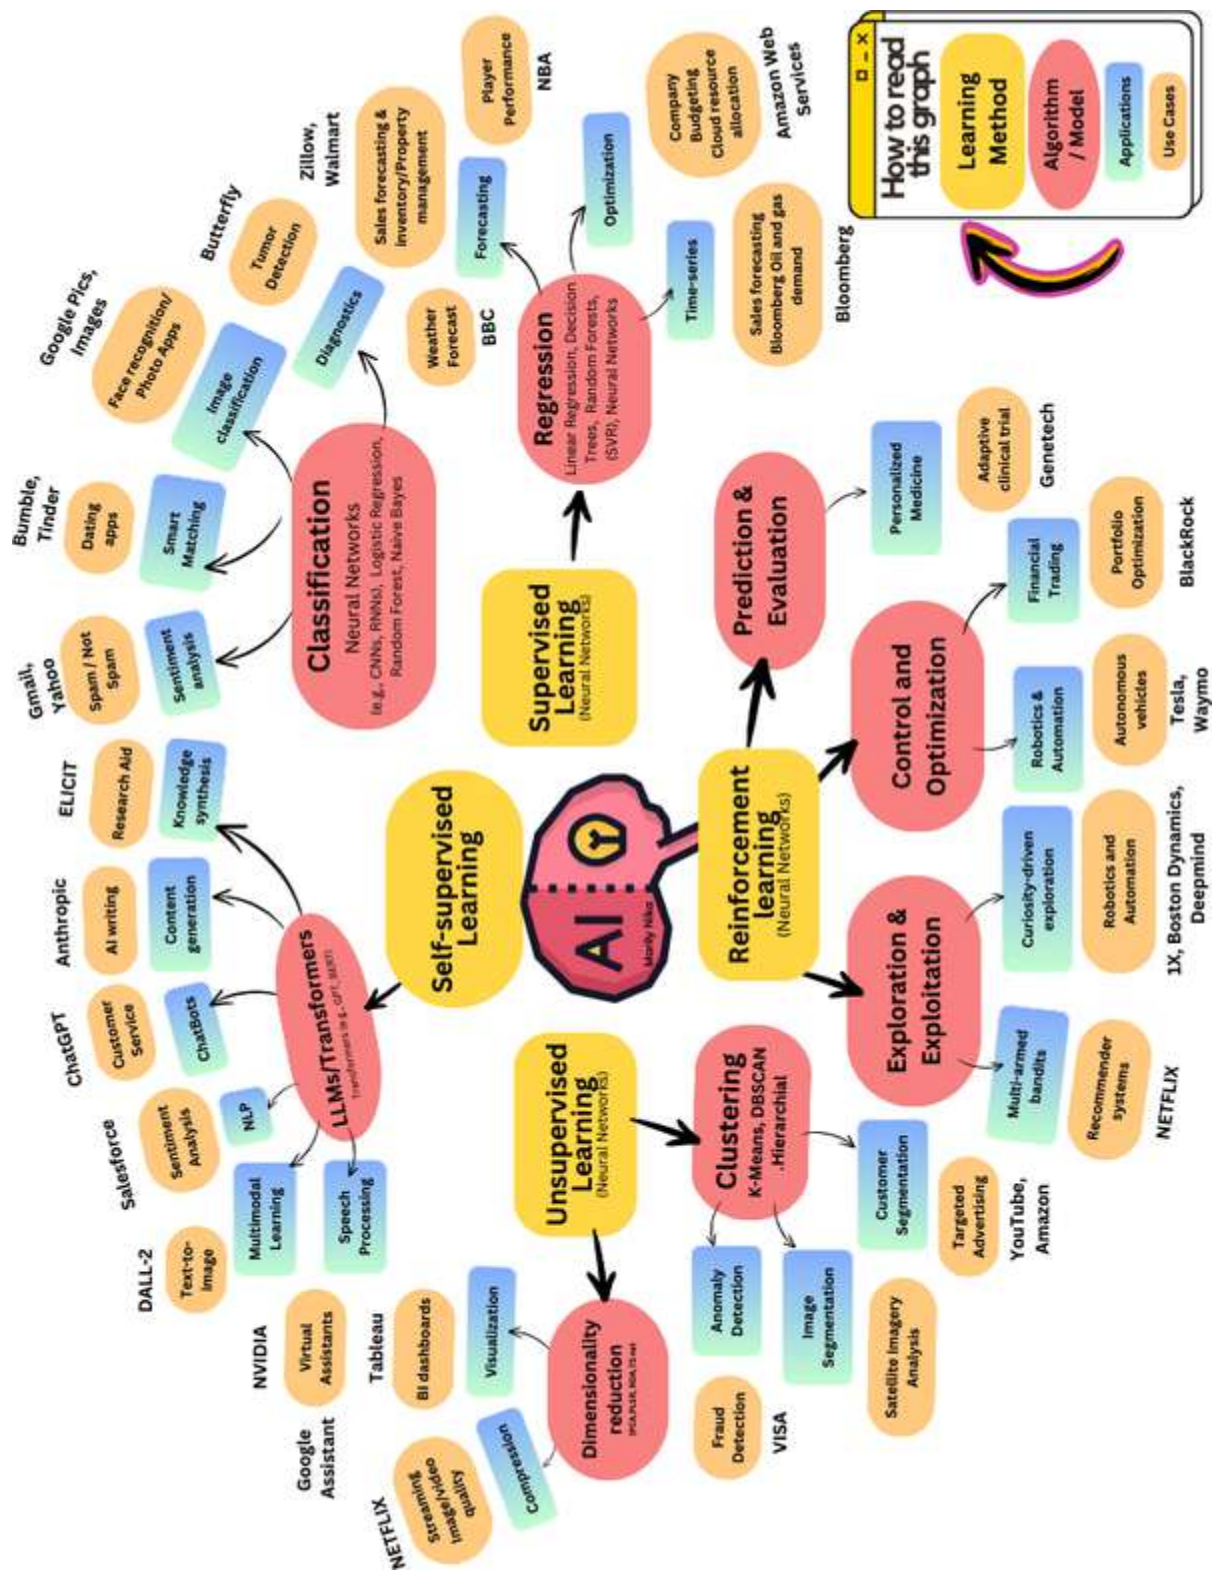 ELICIT
Research Aid
Knowledge
synthesis
Anthropic
AI writing
Content
generation
ChatGPT
Customer
Service
ChatBots
Salesforce
Sentiment
Analysis
NLP
DALL-2
Text-to-
image
Multimodal
Learning
NVIDIA
Virtual
Assistants
Google
Assistant
Speech
Processing
LLMs/Transformers
Transformers (e.g., GPT, BERT)
Self-supervised
Learning
Gmail,
Yahoo
Spam / Not
Spam
Sentiment
analysis
Bumble,
Tinder
Dating
apps
Smart
Matching
Google Pics,
Images
Face recognition/
Photo Apps
Image
classification
Butterfly
Tumor
Detection
Diagnostics
Classification
Neural Networks
(e.g., CNNs, RNNs), Logistic Regression,
Random Forest, Naive Bayes
Zillow,
Walmart
Sales forecasting &
inventory/Property
management
Player
Performance
NBA
Weather
Forecast
BBC
Forecasting
Optimization
Company
Budgeting
Cloud resource
allocation
Amazon Web
Services
Time-series
Sales forecasting
Bloomberg Oil and gas
demand
Bloomberg
Regression
Linear Regression, Decision
Trees, Random Forests,
(SVR), Neural Networks
Supervised
Learning
(Neural Networks)
AI
Marily Nika
NETFLIX
Streaming
Image/video
quality
Compression
Tableau
BI dashboards
Visualization
Dimensionality
reduction
Unsupervised
Learning
(Neural Networks)
Clustering
K-Means, DBSCAN
.Hierarchial
Anomaly
Detection
Fraud
Detection
VISA
Image
Segmentation
Satellite imagery
Analysis
Customer
Segmentation
Targeted
Advertising
YouTube,
Amazon
Reinforcement
learning
(Neural Networks)
Exploration &
Exploitation
Multi-armed
bandits
Recommender
systems
NETFLIX
Curiosity-driven
exploration
Robotics and
Automation
1X, Boston Dynamics,
Deepmind
Control and
Optimization
Robotics &
Automation
Autonomous
vehicles
Tesla,
Waymo
Financial
Trading
Portfolio
Optimization
BlackRock
Prediction &
Evaluation
Personalized
Medicine
Adaptive
clinical trial
Genetech
How to read
this graph
Learning
Method
Algorithm
/ Model
Applications
Use Cases